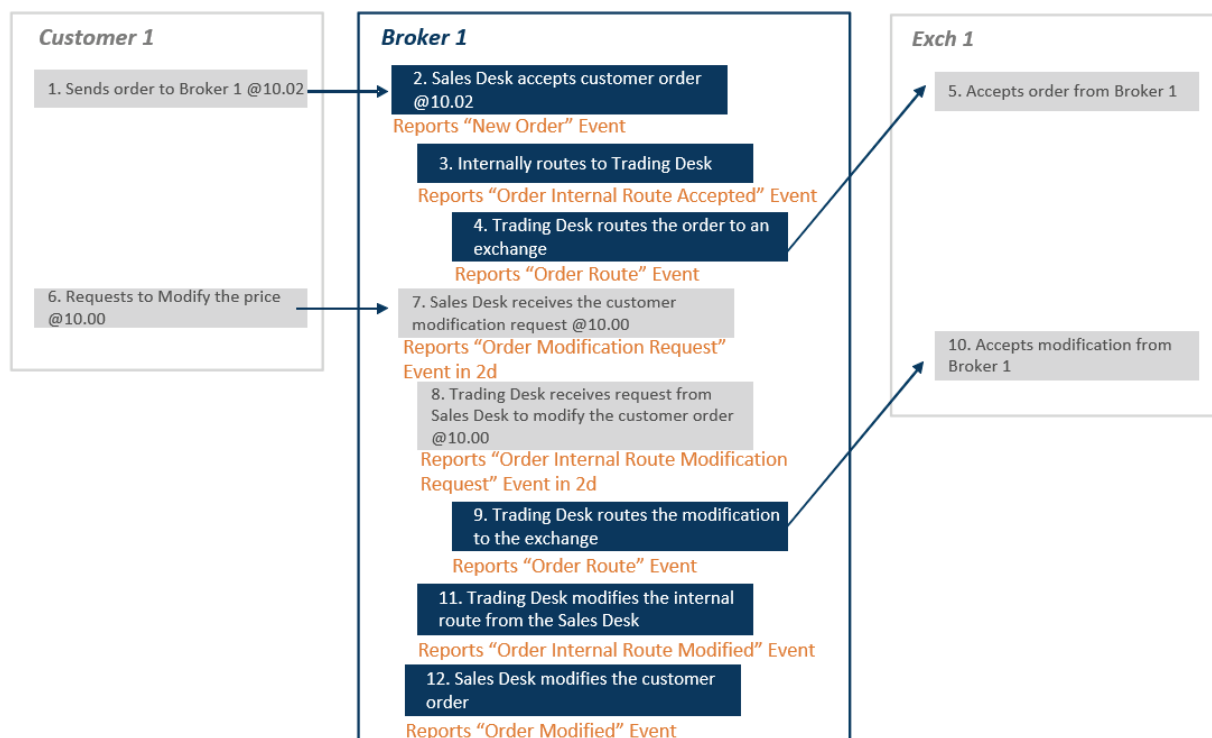 Customer 1
1. Sends order to Broker 1 @10.02
6. Requests to Modify the price
@10.00
Broker 1
2. Sales Desk accepts customer order
@10.02
Reports “New Order” Event
3. Internally routes to Trading Desk
Reports “Order Internal Route Accepted” Event
4. Trading Desk routes the order to an
exchange
Reports “Order Route” Event
7. Sales Desk receives the customer
modification request @10.00
Reports “Order Modification Request”
Event in 2d
8. Trading Desk receives request from
Sales Desk to modify the customer order
@10.00
Reports “Order Internal Route Modification
Request” Event in 2d
9. Trading Desk routes the modification
to the exchange
Reports “Order Route” Event
11. Trading Desk modifies the internal
route from the Sales Desk
Reports “Order Internal Route Modified” Event
12. Sales Desk modifies the customer
order
Reports “Order Modified” Event
Exch 1
5. Accepts order from Broker 1
10. Accepts modification from
Broker 1